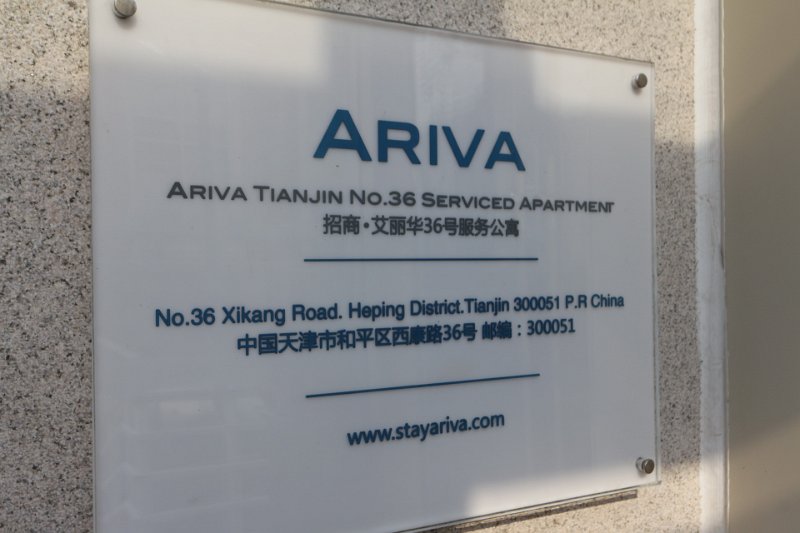 ARIVA
ARIVA TIANJIN NO.36 SERVICED APARTMENT
招商·艾丽华36号服务公寓
No.36 Xikang Road. Heping District.Tianjin 300051 P.R China
中国天津市和平区西康路36号 邮编：300051
www.stayariva.com